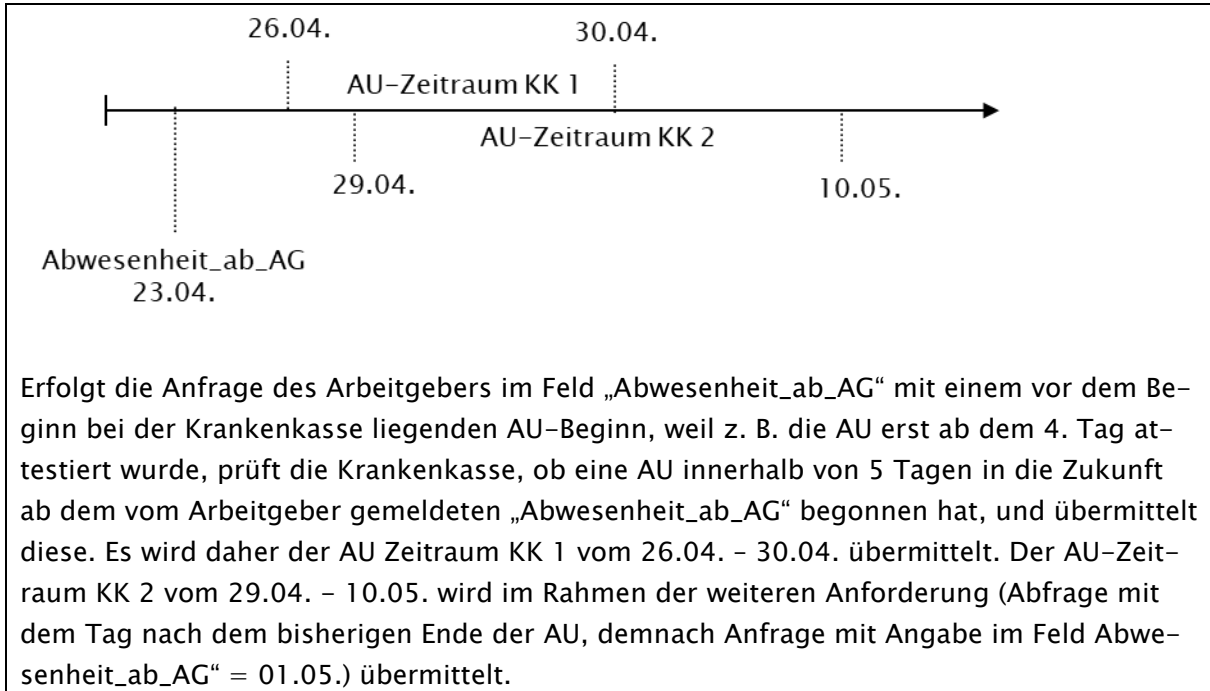 26.04.
30.04.
AU-Zeitraum KK 1
AU-Zeitraum KK 2
29.04.
10.05.
Abwesenheit_ab_AG
23.04.
Erfolgt die Anfrage des Arbeitgebers im Feld „Abwesenheit_ab_AG“ mit einem vor dem Be-
ginn bei der Krankenkasse liegenden AU-Beginn, weil z. B. die AU erst ab dem 4. Tag at-
testiert wurde, prüft die Krankenkasse, ob eine AU innerhalb von 5 Tagen in die Zukunft
ab dem vom Arbeitgeber gemeldeten „Abwesenheit_ab_AG“ begonnen hat, und übermittelt
diese. Es wird daher der AU Zeitraum KK 1 vom 26.04. – 30.04. übermittelt. Der AU-Zeit-
raum KK 2 vom 29.04. – 10.05. wird im Rahmen der weiteren Anforderung (Abfrage mit
dem Tag nach dem bisherigen Ende der AU, demnach Anfrage mit Angabe im Feld Abwe-
senheit_ab_AG“ = 01.05.) übermittelt.